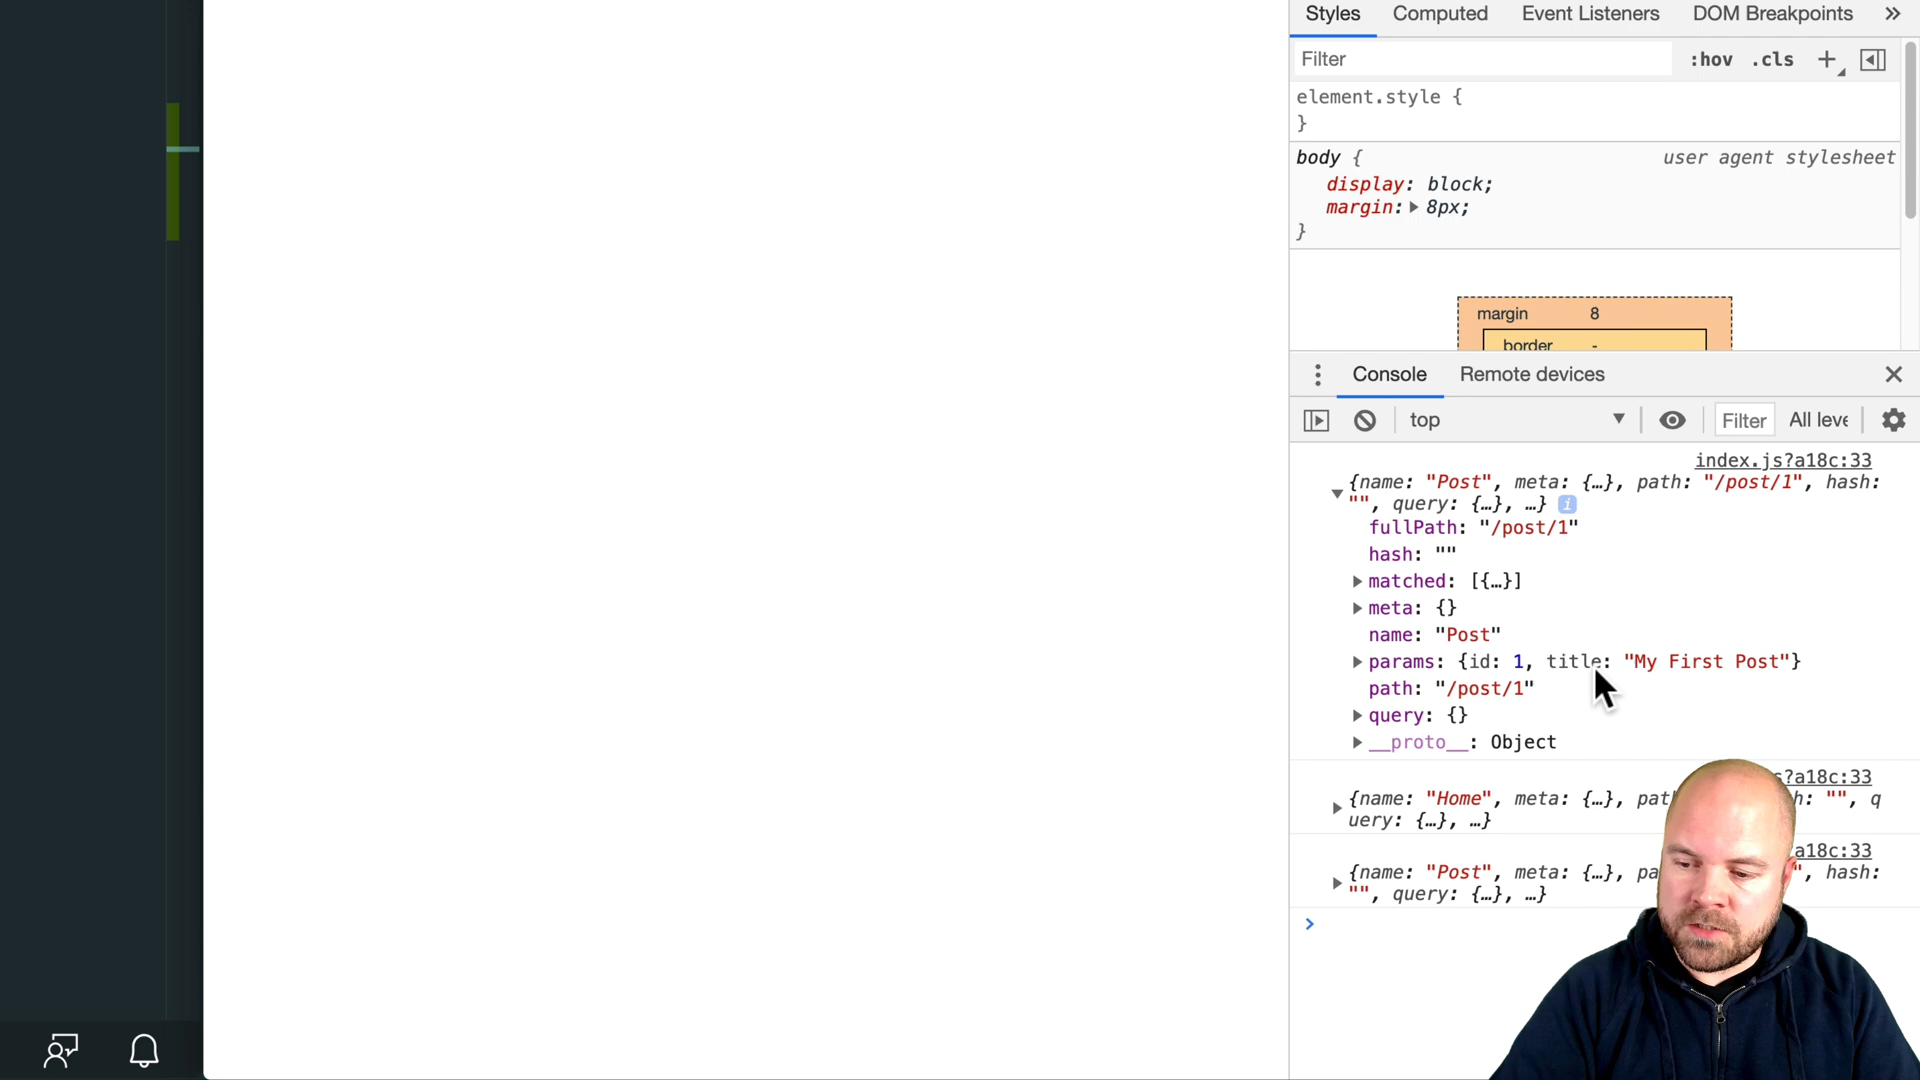 Styles Computed Event Listeners DOM Breakpoints »
Filter :hov .cls +
element.style {
}
body { user agent stylesheet
display: block;
margin: 8px;
}
margin 8
border -
Console Remote devices
top Filter All leve
index.js?a18c:33
{name: "Post", meta: {…}, path: "/post/1", hash:
"", query: {…}, …} i
fullPath: "/post/1"
hash: ""
matched: [{…}]
meta: {}
name: "Post"
params: {id: 1, title: "My First Post"}
path: "/post/1"
query: {}
__proto__: Object
s?a18c:33
{name: "Home", meta: {…}, pat h: "", q
uery: {…}, …}
a18c:33
{name: "Post", meta: {…}, pa ", hash:
"", query: {…}, …}
>